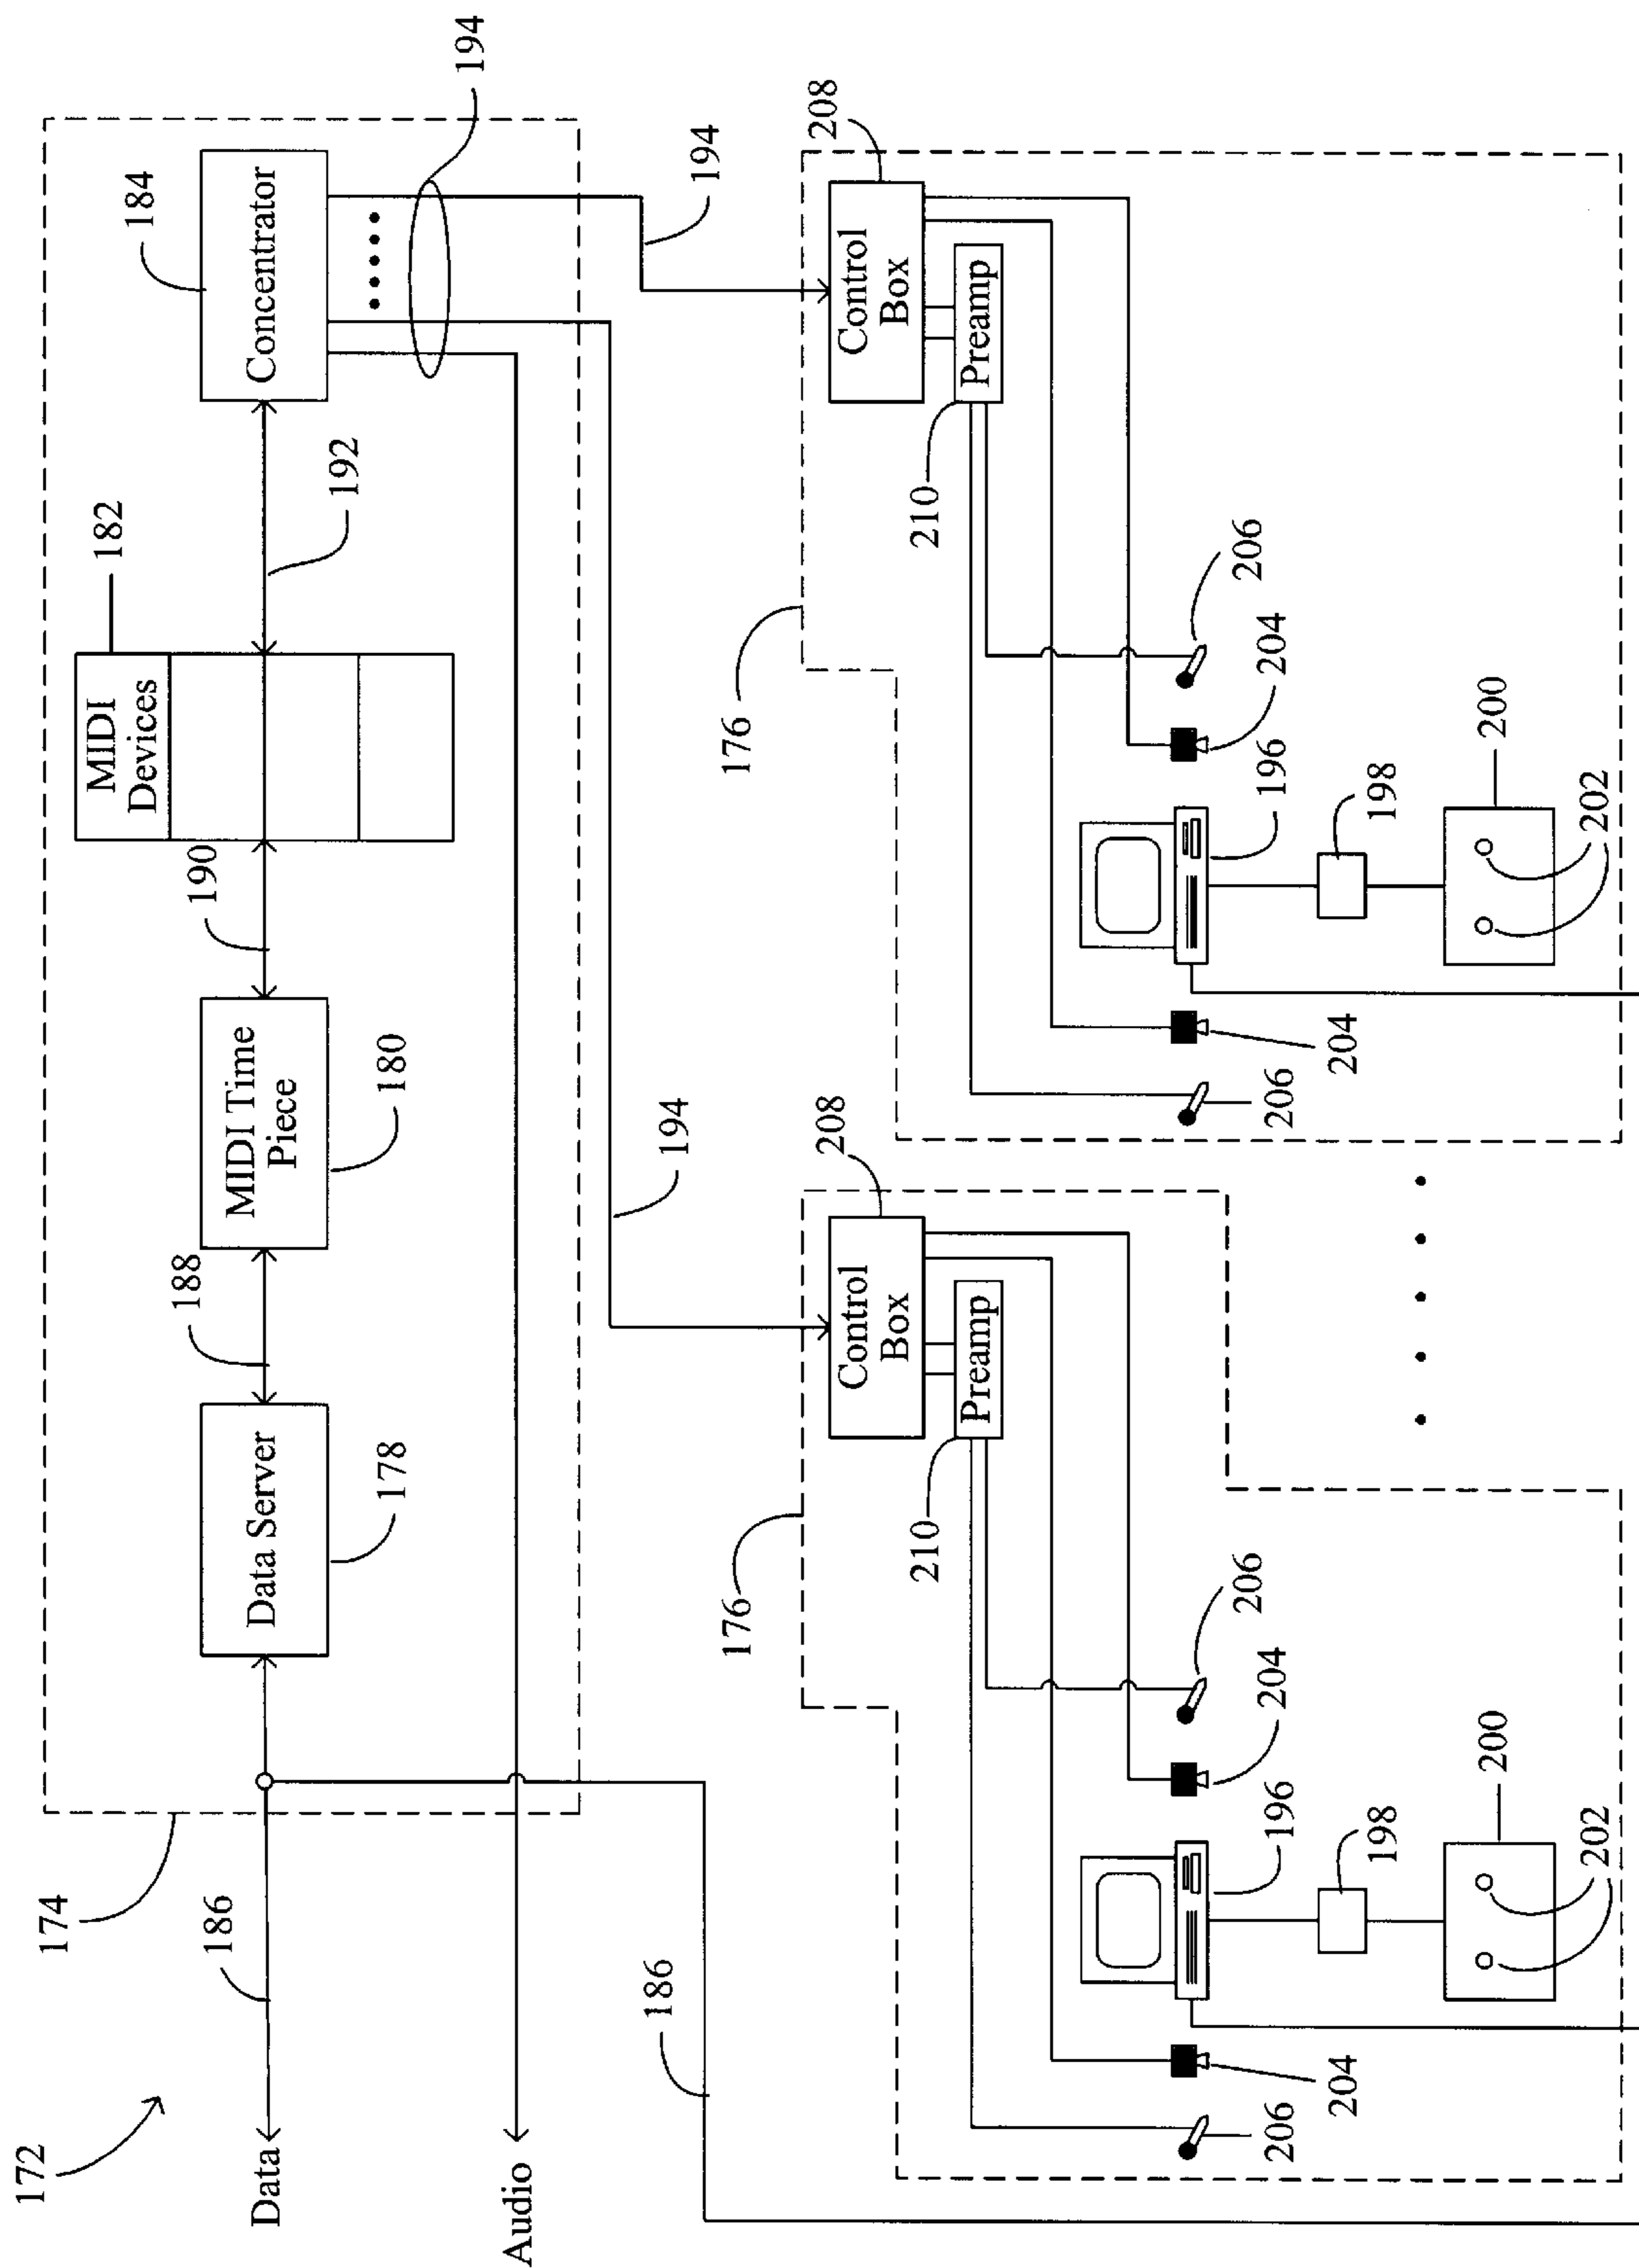 172
174
MIDI
Devices
182
184
186
188
190
192
Data
Data Server
MIDI Time
Piece
Concentrator
178
180
194
Audio
186
194
194
176
208
176
208
Control
Box
Control
Box
210
Preamp
210
Preamp
206
204
196
204
206
206
204
196
204
206
198
198
200
200
202
202